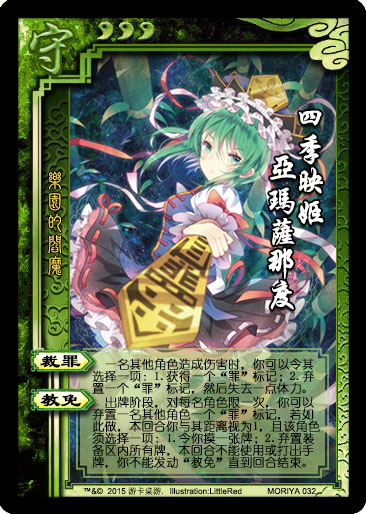 守
四季映姬
亞瑪薩那度
樂園的閻魔
裁罪
一名其他角色造成伤害时，你可以令其
选择一项：1.获得一个“罪”标记；2.弃
置一个“罪”标记，然后失去一点体力。
教免
出牌阶段，对每名角色限一次，你可以
弃置一名其他角色一个“罪”标记，若如
此做，本回合你与其距离视为1，且该角色
须选择一项：1.令你摸一张牌；2.弃置装
备区内所有牌，本回合不能使用或打出手
牌，你不能发动“教免”直到回合结束。
™&© 2015 游卡桌游. Illustration:LittleRed
MORIYA 032